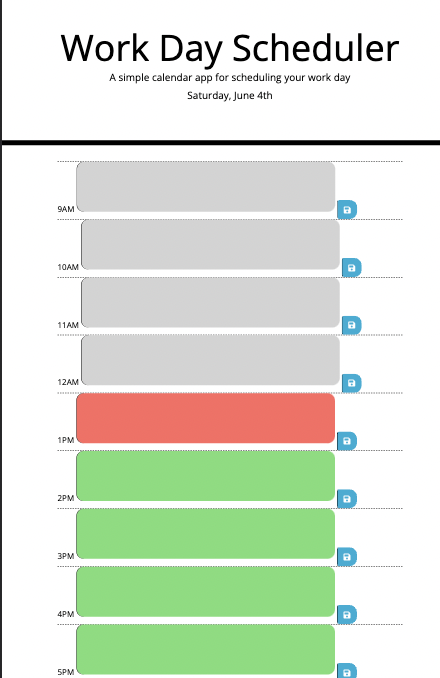 Work Day Scheduler
A simple calendar app for scheduling your work day
Saturday, June 4th
9AM
10AM
11AM
12AM
1PM
2PM
3PM
4PM
5PM